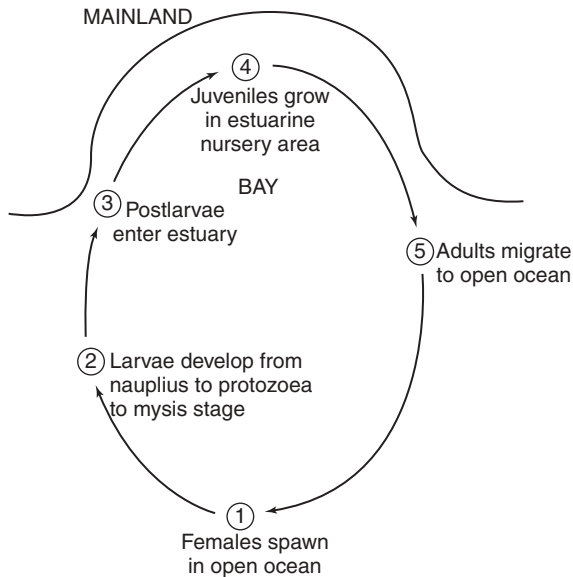 MAINLAND
4
Juveniles grow
in estuarine
nursery area
BAY
3 Postlarvae
enter estuary
5 Adults migrate
to open ocean
2 Larvae develop from
nauplius to protozoea
to mysis stage
1
Females spawn
in open ocean